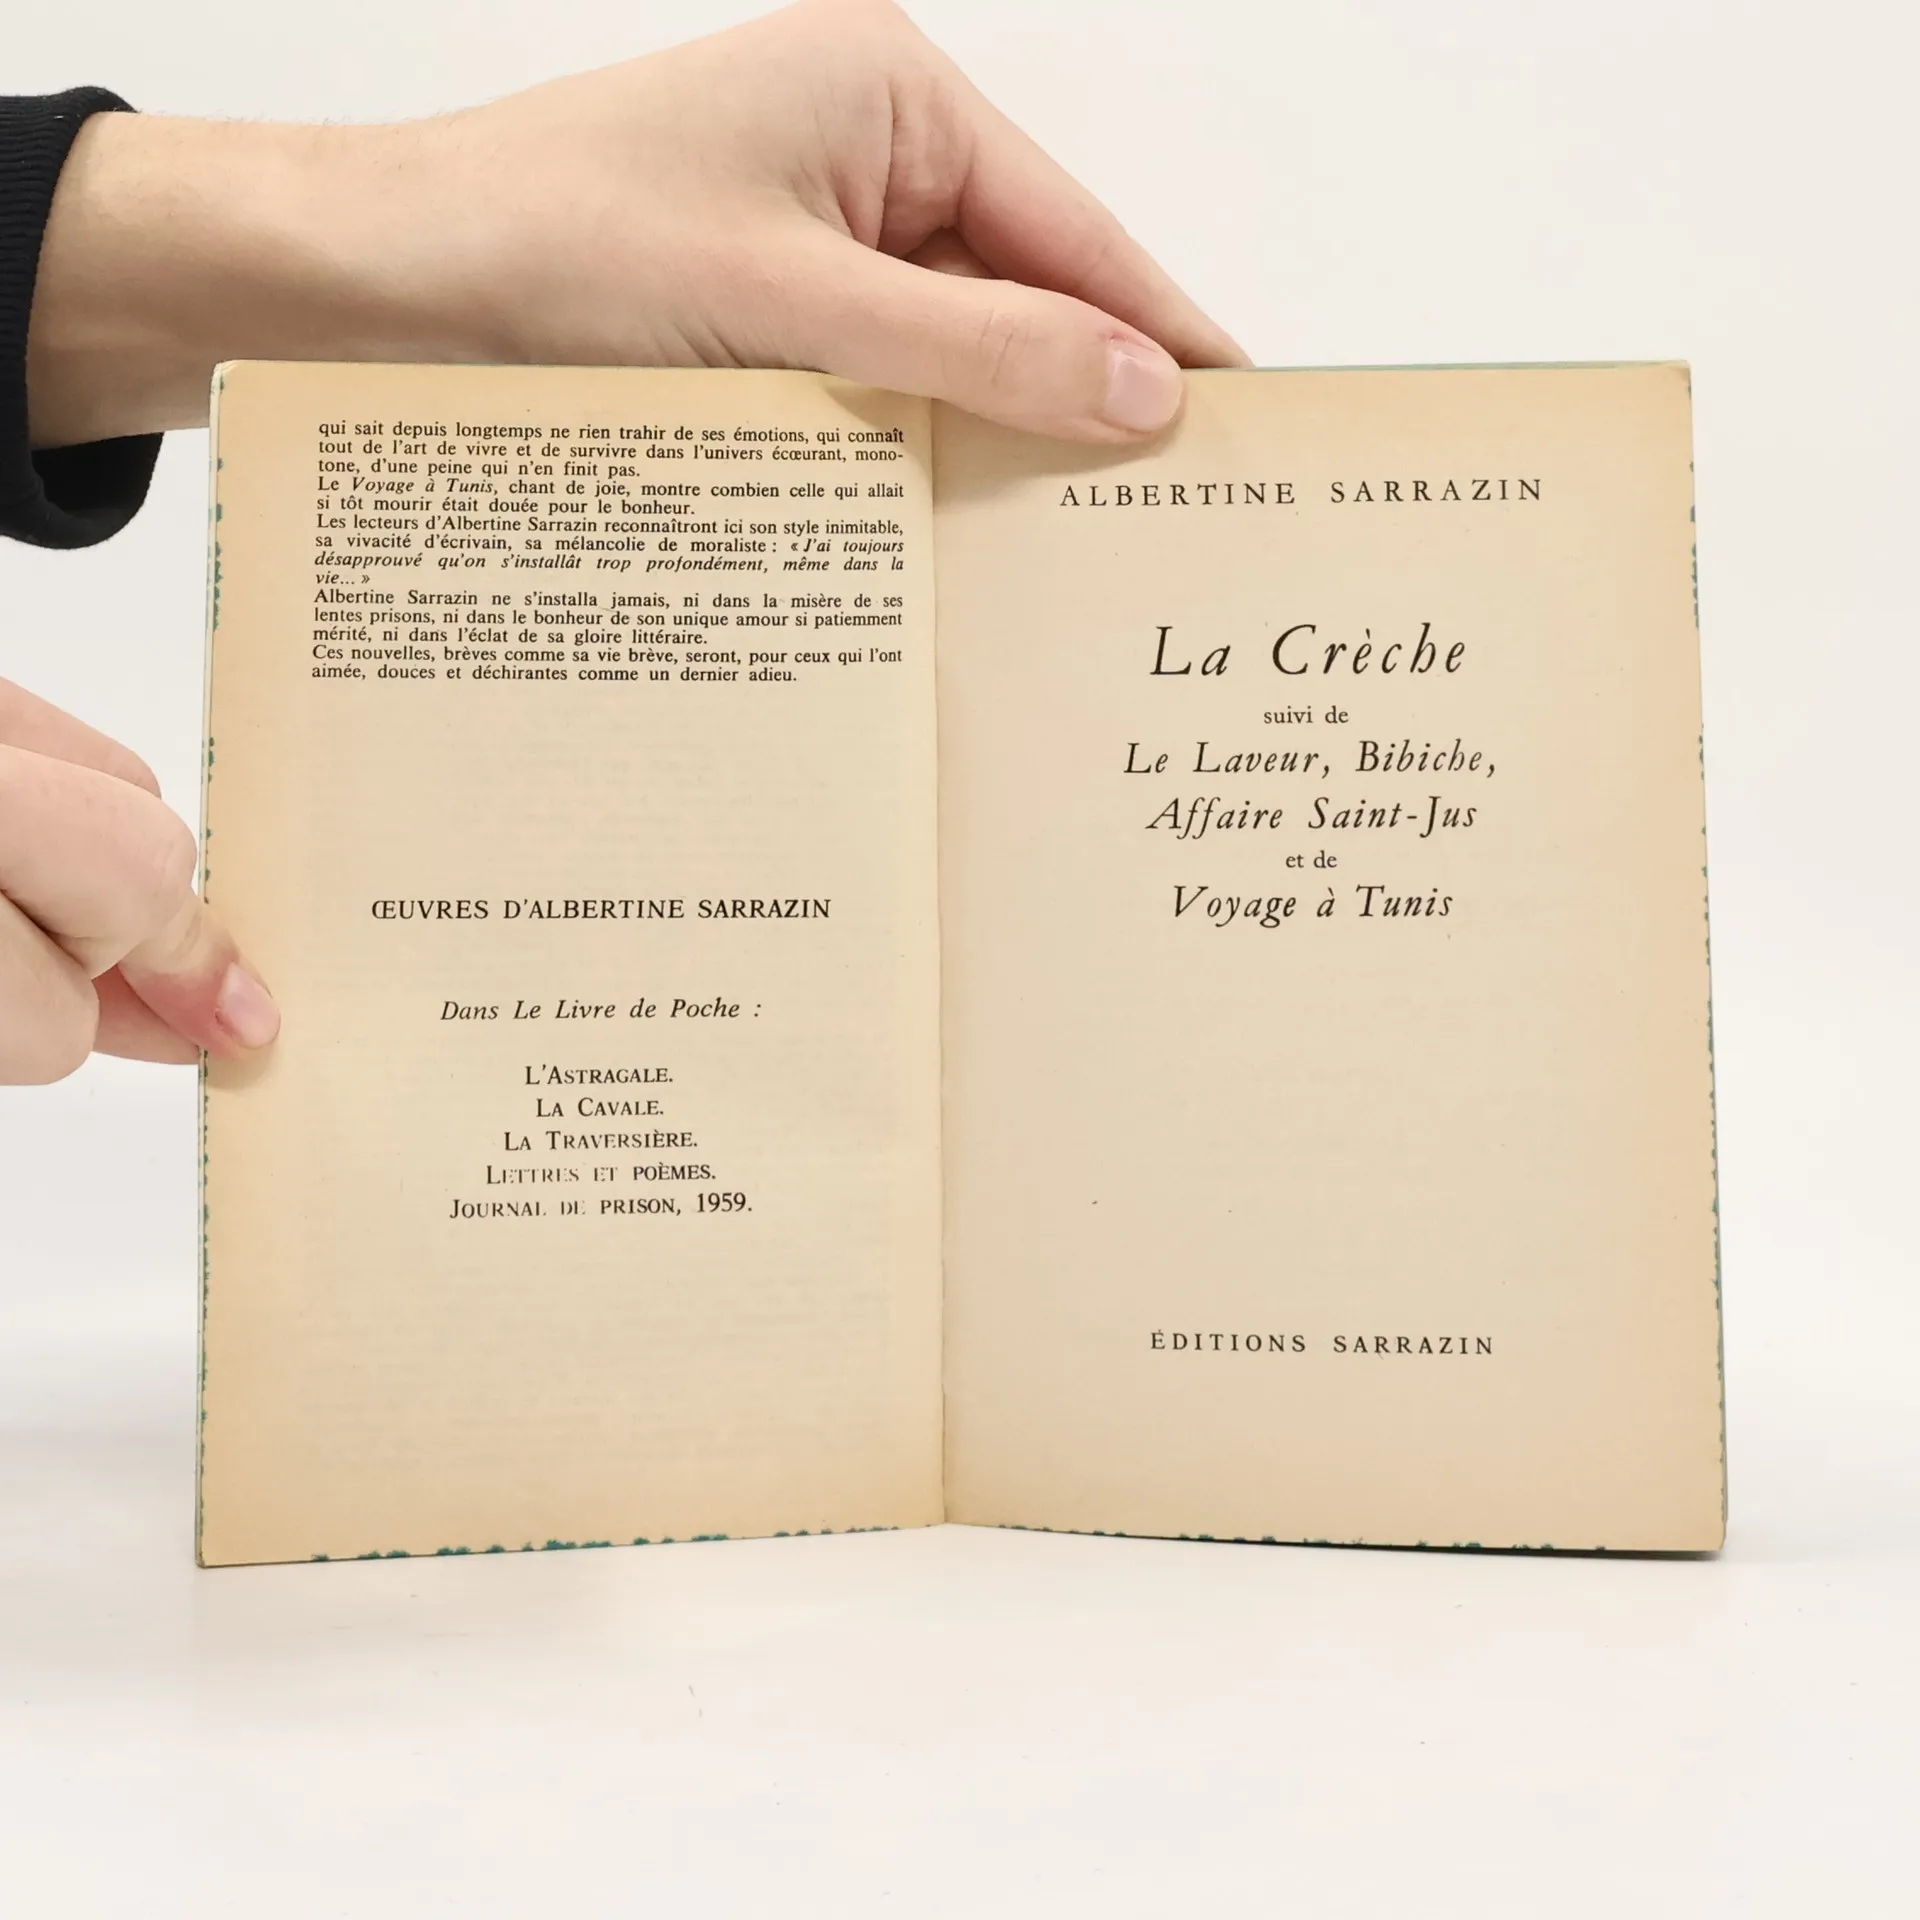 qui sait depuis longtemps ne rien trahir de ses émotions, qui connaît
tout de l'art de vivre et de survivre dans l'univers écœurant, mono-
tone, d'une peine qui n'en finit pas.
Le Voyage à Tunis, chant de joie, montre combien celle qui allait
si tôt mourir était douée pour le bonheur.
Les lecteurs d'Albertine Sarrazin reconnaîtront ici son style inimitable,
sa vivacité d'écrivain, sa mélancolie de moraliste : « J'ai toujours
désapprouvé qu'on s'installât trop profondément, même dans la
vie... »
Albertine Sarrazin ne s'installa jamais, ni dans la misère de ses
lentes prisons, ni dans le bonheur de son unique amour si patiemment
mérité, ni dans l'éclat de sa gloire littéraire.
Ces nouvelles, brèves comme sa vie brève, seront, pour ceux qui l'ont
aimée, douces et déchirantes comme un dernier adieu.
ŒUVRES D'ALBERTINE SARRAZIN
Dans Le Livre de Poche :
L'ASTRAGALE.
LA CAVALE.
LA TRAVERSIÈRE.
LETTRES ET POÈMES.
JOURNAL DE PRISON, 1959.
ALBERTINE SARRAZIN
La Crèche
suivi de
Le Laveur, Bibiche,
Affaire Saint-Jus
et de
Voyage à Tunis
ÉDITIONS SARRAZIN